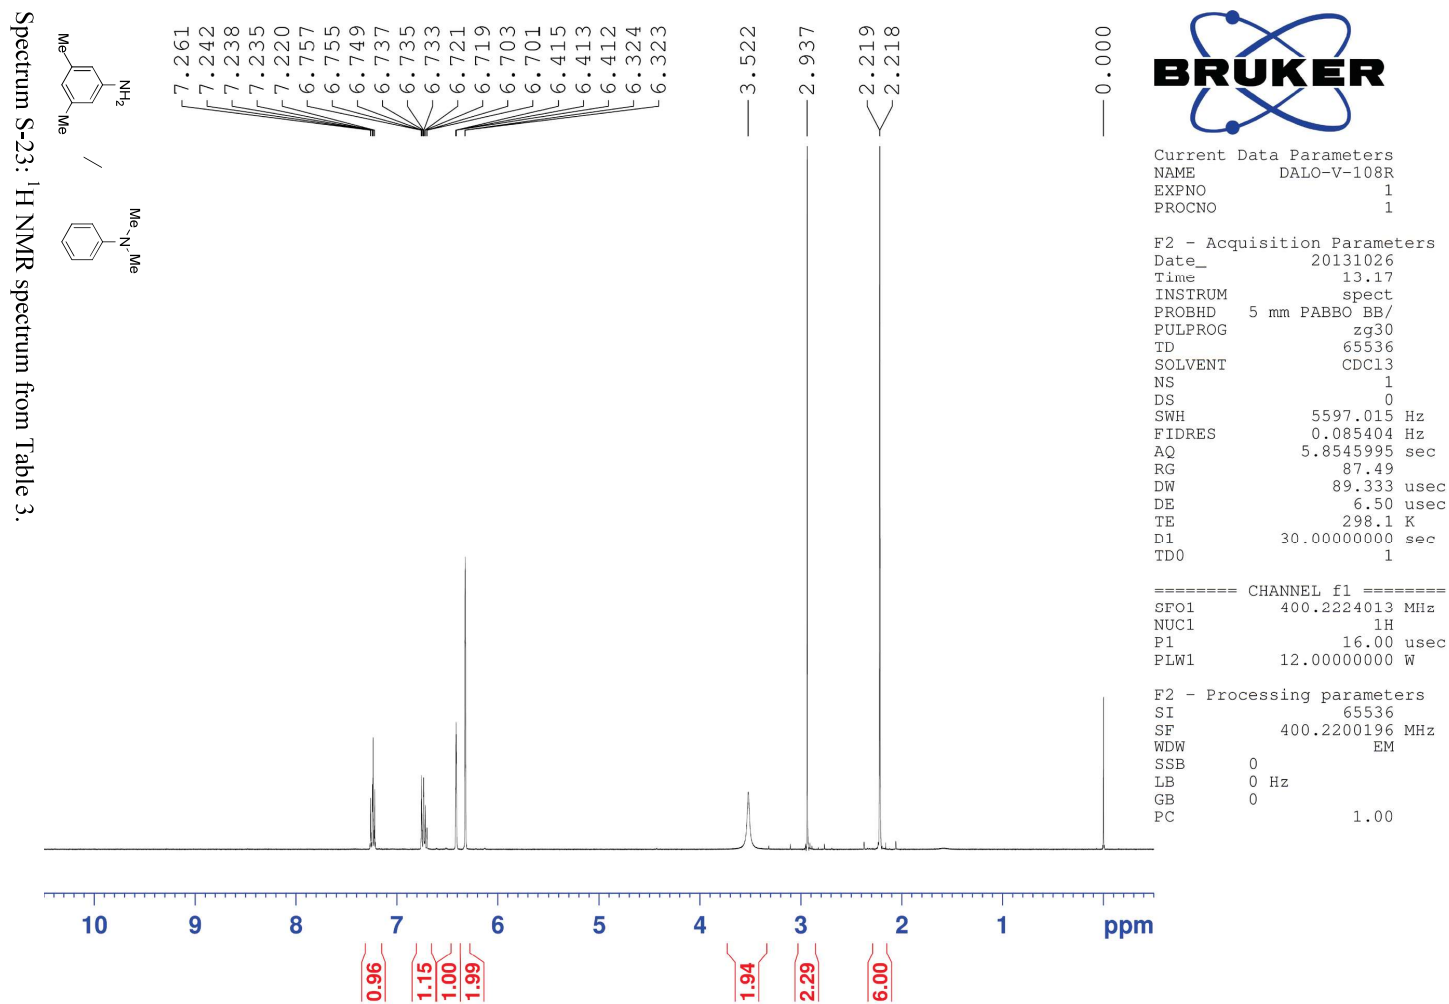 Spectrum S-23: ¹H NMR spectrum from Table 3.
Me
NH₂
Me
/
Me
N
Me
7.261
7.242
7.238
7.235
7.220
6.757
6.755
6.749
6.737
6.735
6.733
6.721
6.719
6.703
6.701
6.415
6.413
6.412
6.324
6.323
3.522
2.937
2.219
2.218
0.000
BRUKER
Current Data Parameters
NAME DALO-V-108R
EXPNO 1
PROCNO 1
F2 - Acquisition Parameters
Date_ 20131026
Time 13.17
INSTRUM spect
PROBHD 5 mm PABBO BB/
PULPROG zg30
TD 65536
SOLVENT CDCl3
NS 1
DS 0
SWH 5597.015 Hz
FIDRES 0.085404 Hz
AQ 5.8545995 sec
RG 87.49
DW 89.333 usec
DE 6.50 usec
TE 298.1 K
D1 30.00000000 sec
TD0 1
======== CHANNEL f1 ========
SFO1 400.2224013 MHz
NUC1 1H
P1 16.00 usec
PLW1 12.00000000 W
F2 - Processing parameters
SI 65536
SF 400.2200196 MHz
WDW EM
SSB 0
LB 0 Hz
GB 0
PC 1.00
10 9 8 7 6 5 4 3 2 1 ppm
0.96
1.15
1.00
1.99
1.94
2.29
6.00